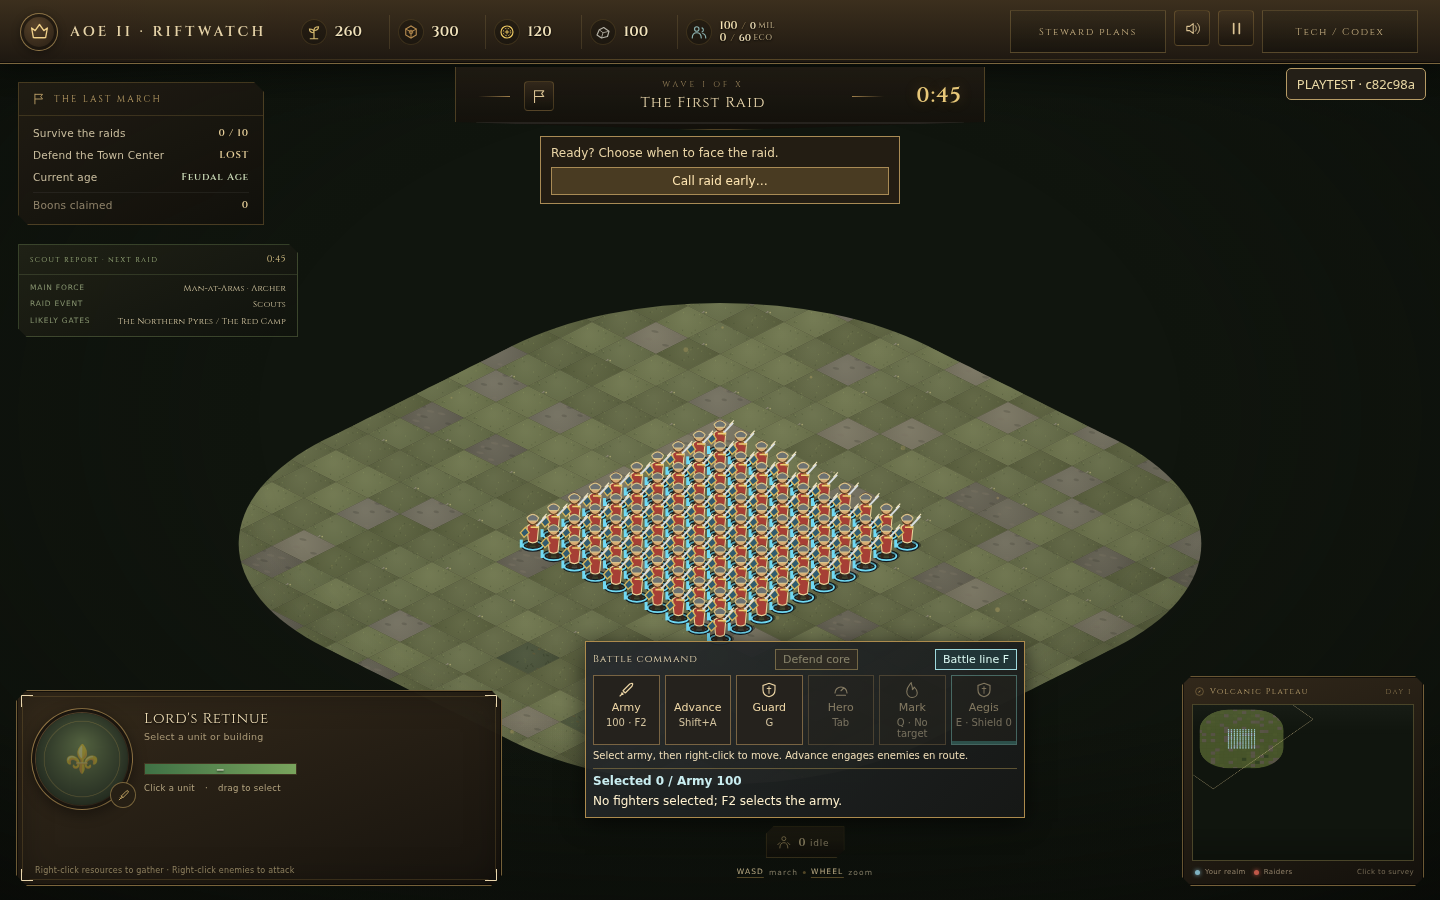 AOE II · RIFTWATCH
260
300
120
100
100 / 0 MIL
0 / 60 ECO
Steward plans
Tech / Codex
PLAYTEST · c82c98a
The Last March
Survive the raids 0 / 10
Defend the Town Center LOST
Current age Feudal Age
Boons claimed 0
Wave I of X
The First Raid
0:45
Ready? Choose when to face the raid.
Call raid early…
Scout report · Next raid 0:45
MAIN FORCE Man-at-Arms · Archer
RAID EVENT Scouts
LIKELY GATES The Northern Pyres / The Red Camp
Battle command
Defend core
Battle line F
Army
100 · F2
Advance
Shift+A
Guard
G
Hero
Tab
Mark
Q · No target
Aegis
E · Shield 0
Select army, then right-click to move. Advance engages enemies en route.
Selected 0 / Army 100
No fighters selected; F2 selects the army.
Lord's Retinue
Select a unit or building
Click a unit · drag to select
Right-click resources to gather · Right-click enemies to attack
0 idle
WASD march + WHEEL zoom
Volcanic Plateau
Day 1
Your realm
Raiders
Click to survey